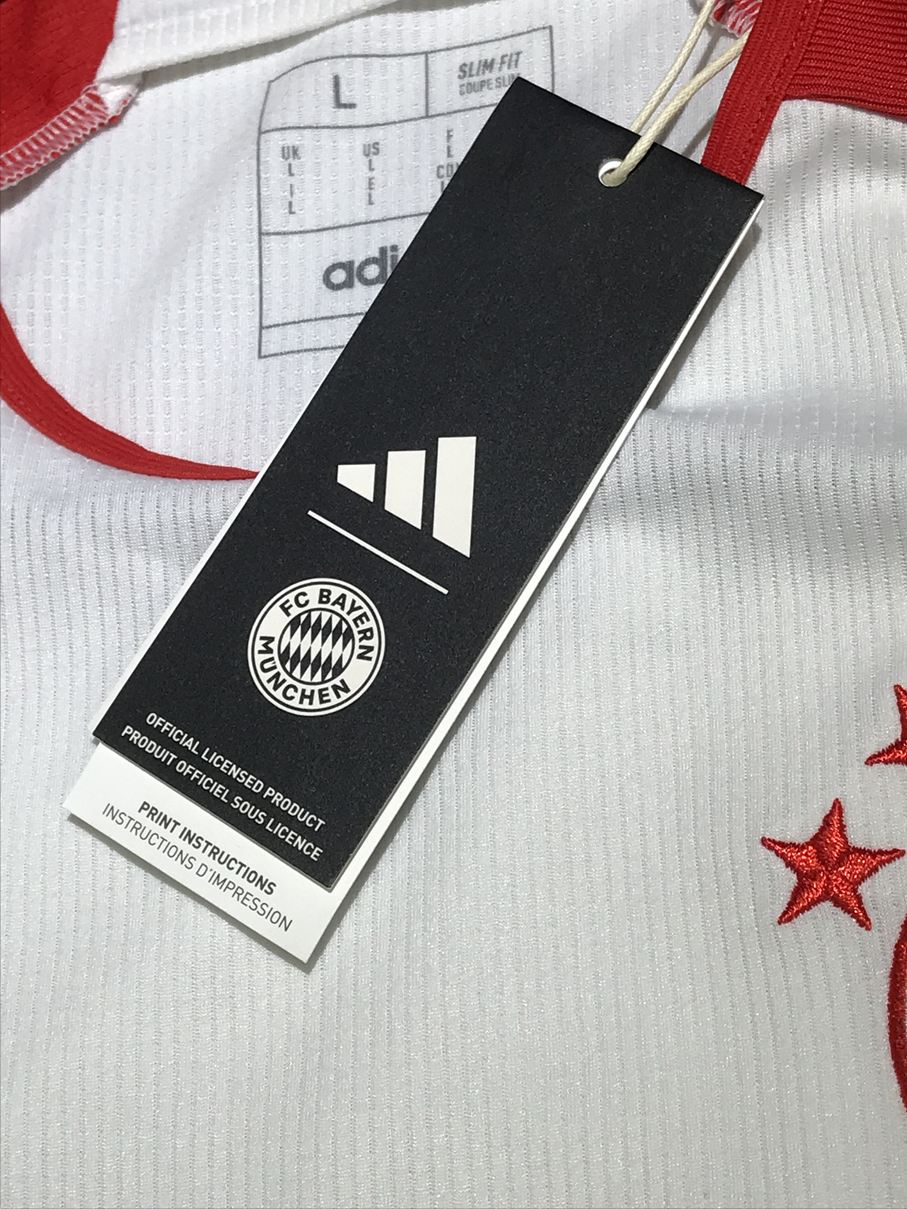 L
SLIM FIT
COUPE SLIM
UK
L
US
L
F
L
I
L
E
L
adi
FC BAYERN
MÜNCHEN
OFFICIAL LICENSED PRODUCT
PRODUIT OFFICIEL SOUS LICENCE
PRINT INSTRUCTIONS
INSTRUCTIONS D'IMPRESSION